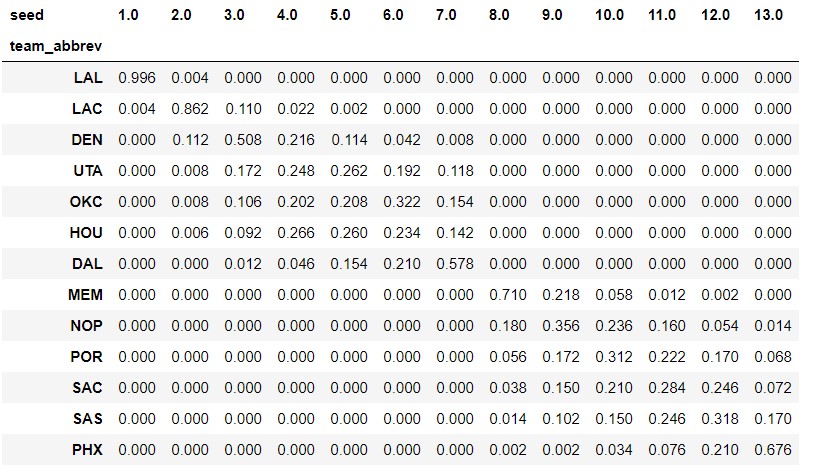 seed 1.0 2.0 3.0 4.0 5.0 6.0 7.0 8.0 9.0 10.0 11.0 12.0 13.0
team_abbrev
LAL 0.996 0.004 0.000 0.000 0.000 0.000 0.000 0.000 0.000 0.000 0.000 0.000 0.000
LAC 0.004 0.862 0.110 0.022 0.002 0.000 0.000 0.000 0.000 0.000 0.000 0.000 0.000
DEN 0.000 0.112 0.508 0.216 0.114 0.042 0.008 0.000 0.000 0.000 0.000 0.000 0.000
UTA 0.000 0.008 0.172 0.248 0.262 0.192 0.118 0.000 0.000 0.000 0.000 0.000 0.000
OKC 0.000 0.008 0.106 0.202 0.208 0.322 0.154 0.000 0.000 0.000 0.000 0.000 0.000
HOU 0.000 0.006 0.092 0.266 0.260 0.234 0.142 0.000 0.000 0.000 0.000 0.000 0.000
DAL 0.000 0.000 0.012 0.046 0.154 0.210 0.578 0.000 0.000 0.000 0.000 0.000 0.000
MEM 0.000 0.000 0.000 0.000 0.000 0.000 0.000 0.710 0.218 0.058 0.012 0.002 0.000
NOP 0.000 0.000 0.000 0.000 0.000 0.000 0.000 0.180 0.356 0.236 0.160 0.054 0.014
POR 0.000 0.000 0.000 0.000 0.000 0.000 0.000 0.056 0.172 0.312 0.222 0.170 0.068
SAC 0.000 0.000 0.000 0.000 0.000 0.000 0.000 0.038 0.150 0.210 0.284 0.246 0.072
SAS 0.000 0.000 0.000 0.000 0.000 0.000 0.000 0.014 0.102 0.150 0.246 0.318 0.170
PHX 0.000 0.000 0.000 0.000 0.000 0.000 0.000 0.002 0.002 0.034 0.076 0.210 0.676